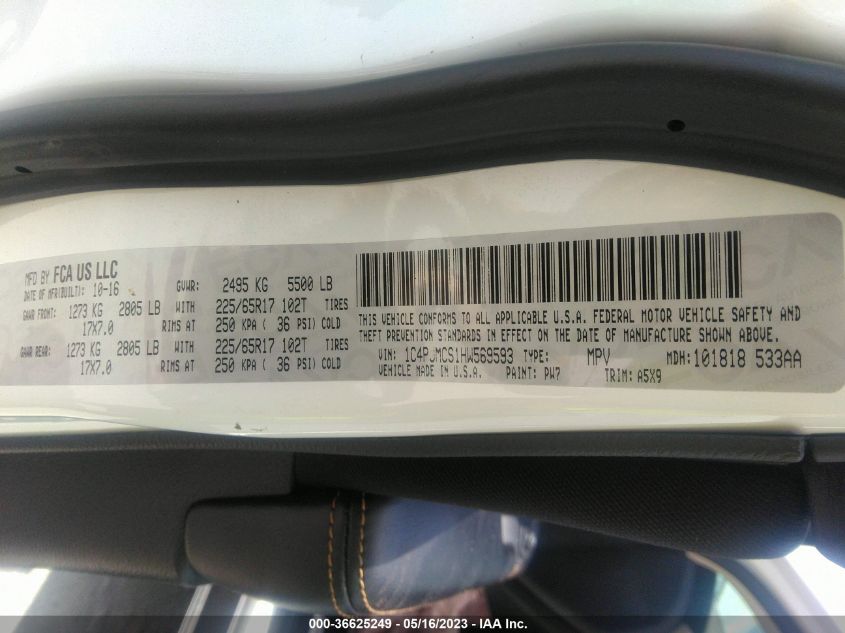 MFD BY FCA US LLC
DATE OF MFR(BUILT): 10-16 GVWR: 2495 KG 5500 LB
GAWR FRONT: 1273 KG 2805 LB WITH 225/65R17 102T TIRES
17X7.0 RIMS AT 250 KPA ( 36 PSI) COLD
GAWR REAR: 1273 KG 2805 LB WITH 225/65R17 102T TIRES
17X7.0 RIMS AT 250 KPA ( 36 PSI) COLD
THIS VEHICLE CONFORMS TO ALL APPLICABLE U.S.A. FEDERAL MOTOR VEHICLE SAFETY AND
THEFT PREVENTION STANDARDS IN EFFECT ON THE DATE OF MANUFACTURE SHOWN ABOVE.
VIN: 1C4PJMCS1HW569593 TYPE: MPV MDH: 101818 533AA
VEHICLE MADE IN U.S.A. PAINT: PW7 TRIM: A5X9
000-36625249 - 05/16/2023 - IAA Inc.